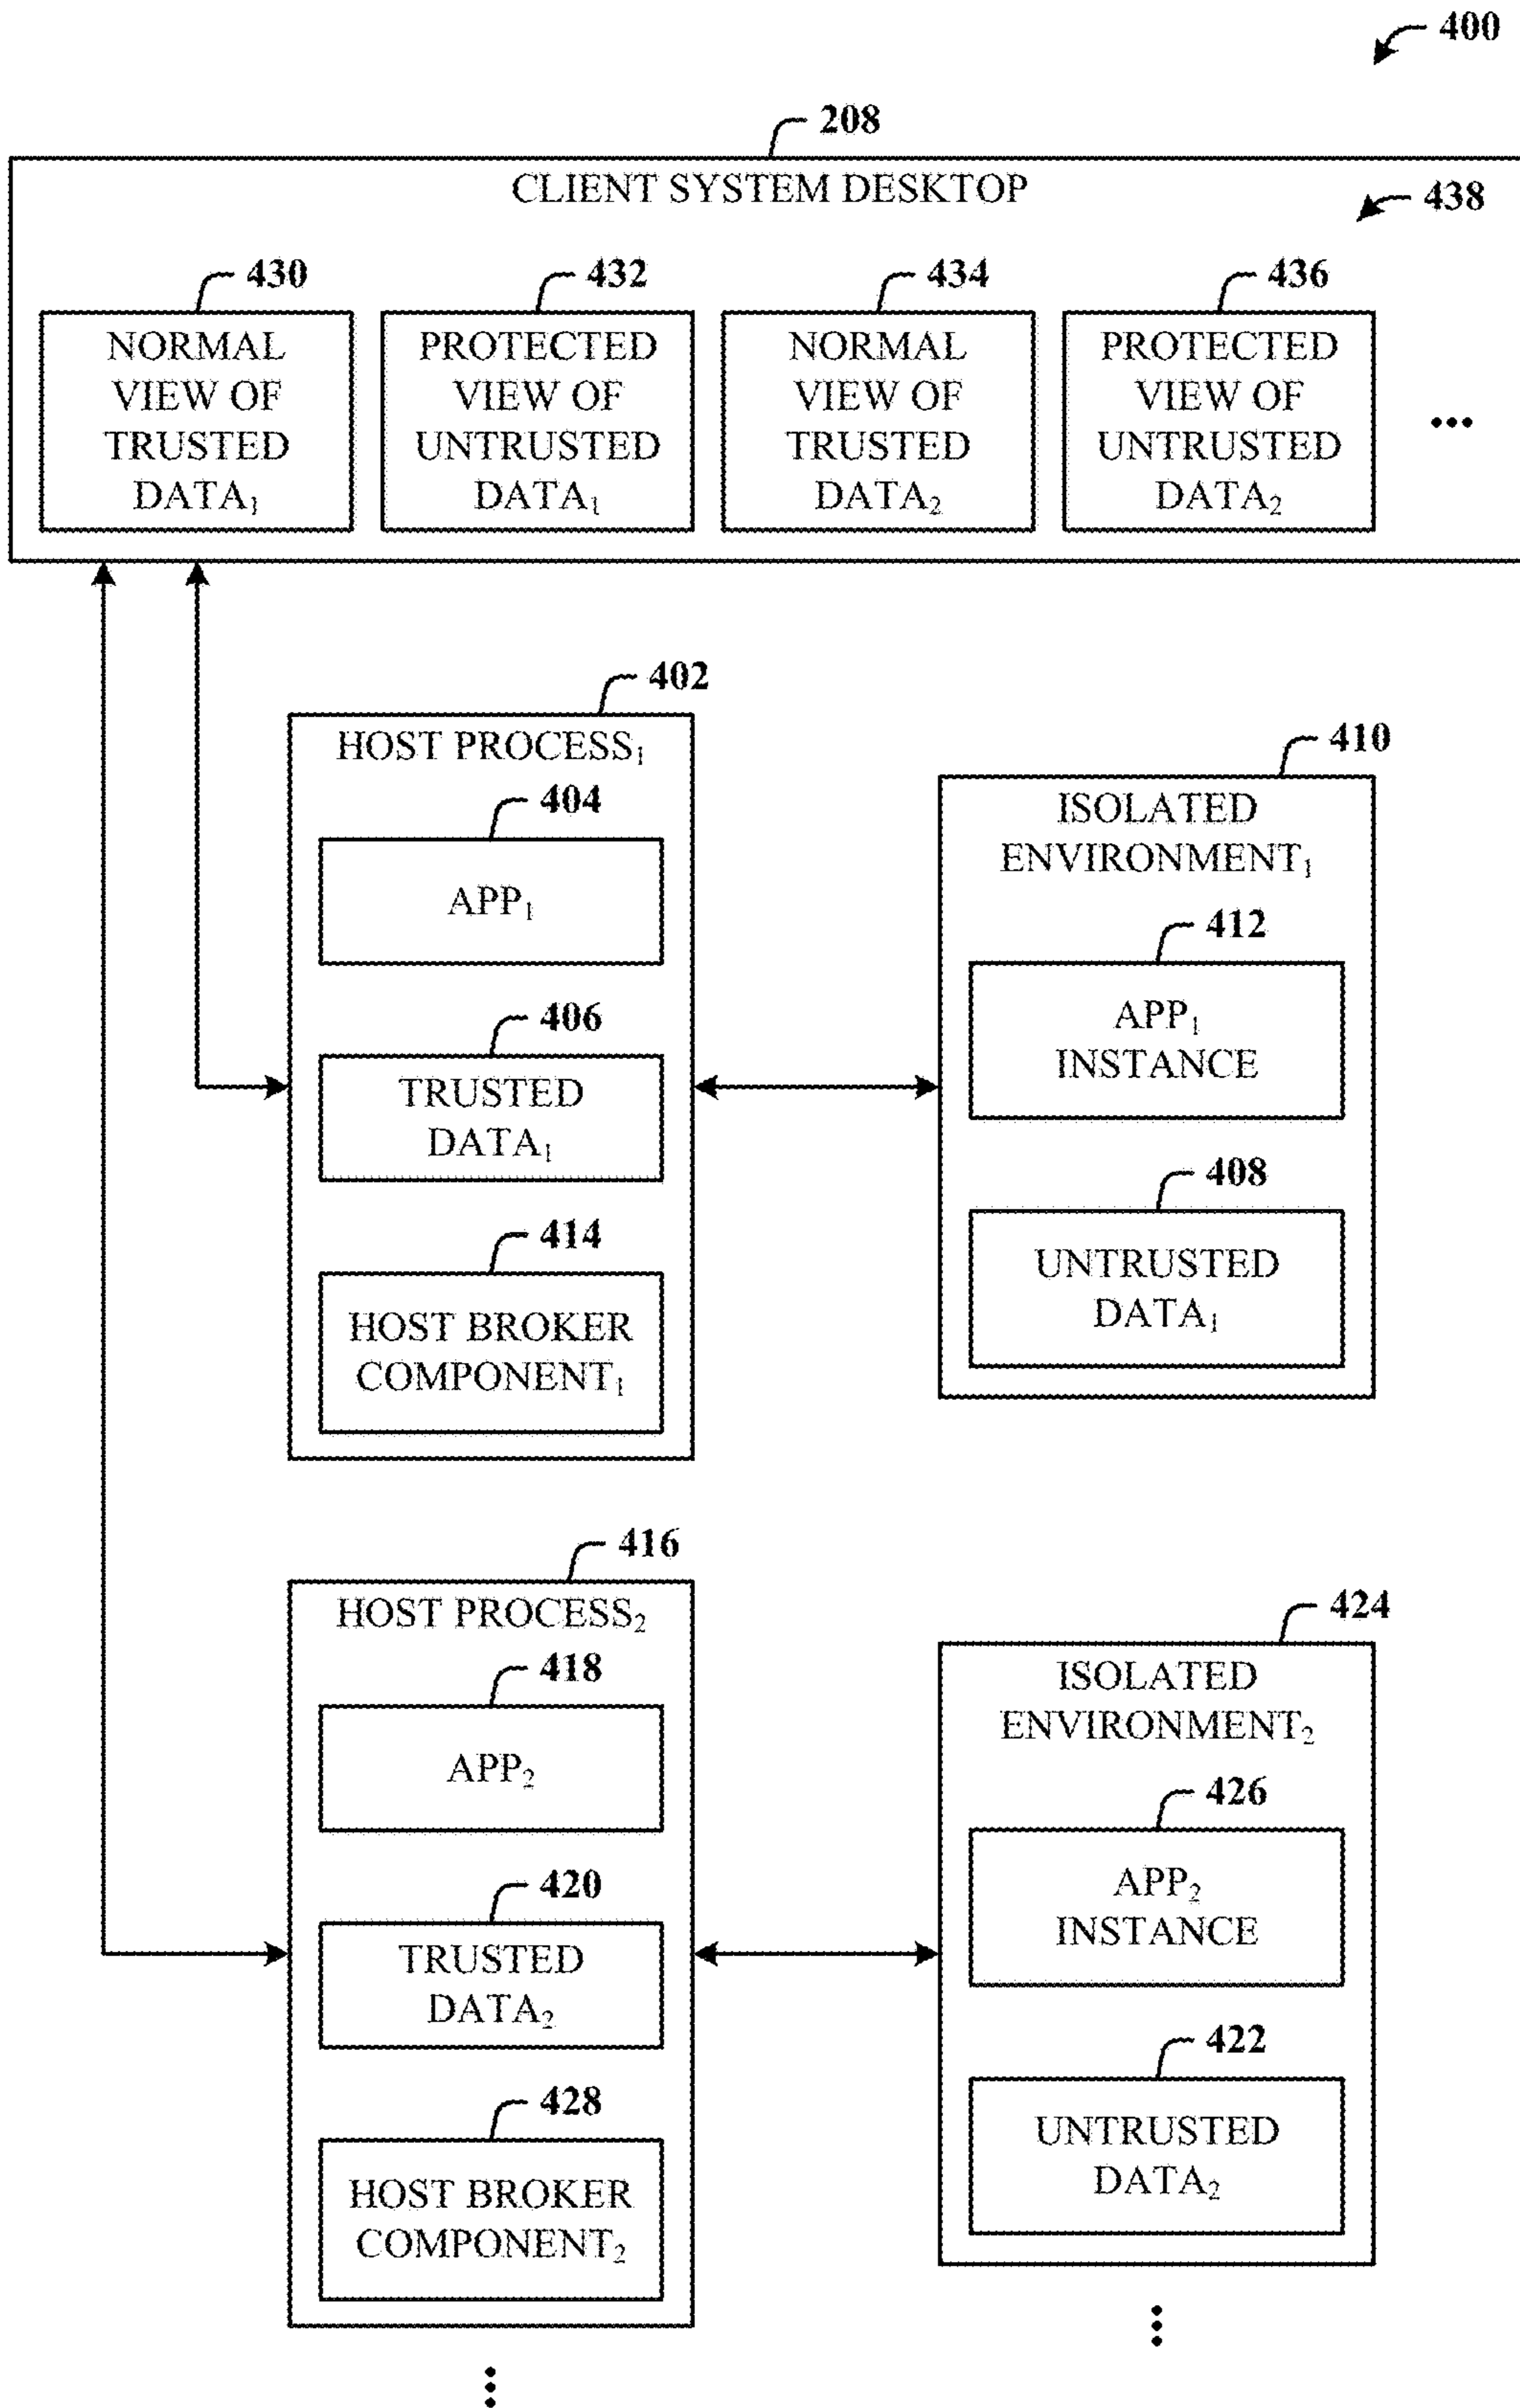 400
208
CLIENT SYSTEM DESKTOP
438
430
432
434
436
NORMAL
VIEW OF
TRUSTED
DATA₁
PROTECTED
VIEW OF
UNTRUSTED
DATA₁
NORMAL
VIEW OF
TRUSTED
DATA₂
PROTECTED
VIEW OF
UNTRUSTED
DATA₂
...
402
HOST PROCESS₁
404
APP₁
406
TRUSTED
DATA₁
414
HOST BROKER
COMPONENT₁
410
ISOLATED
ENVIRONMENT₁
412
APP₁
INSTANCE
408
UNTRUSTED
DATA₁
416
HOST PROCESS₂
418
APP₂
420
TRUSTED
DATA₂
428
HOST BROKER
COMPONENT₂
424
ISOLATED
ENVIRONMENT₂
426
APP₂
INSTANCE
422
UNTRUSTED
DATA₂